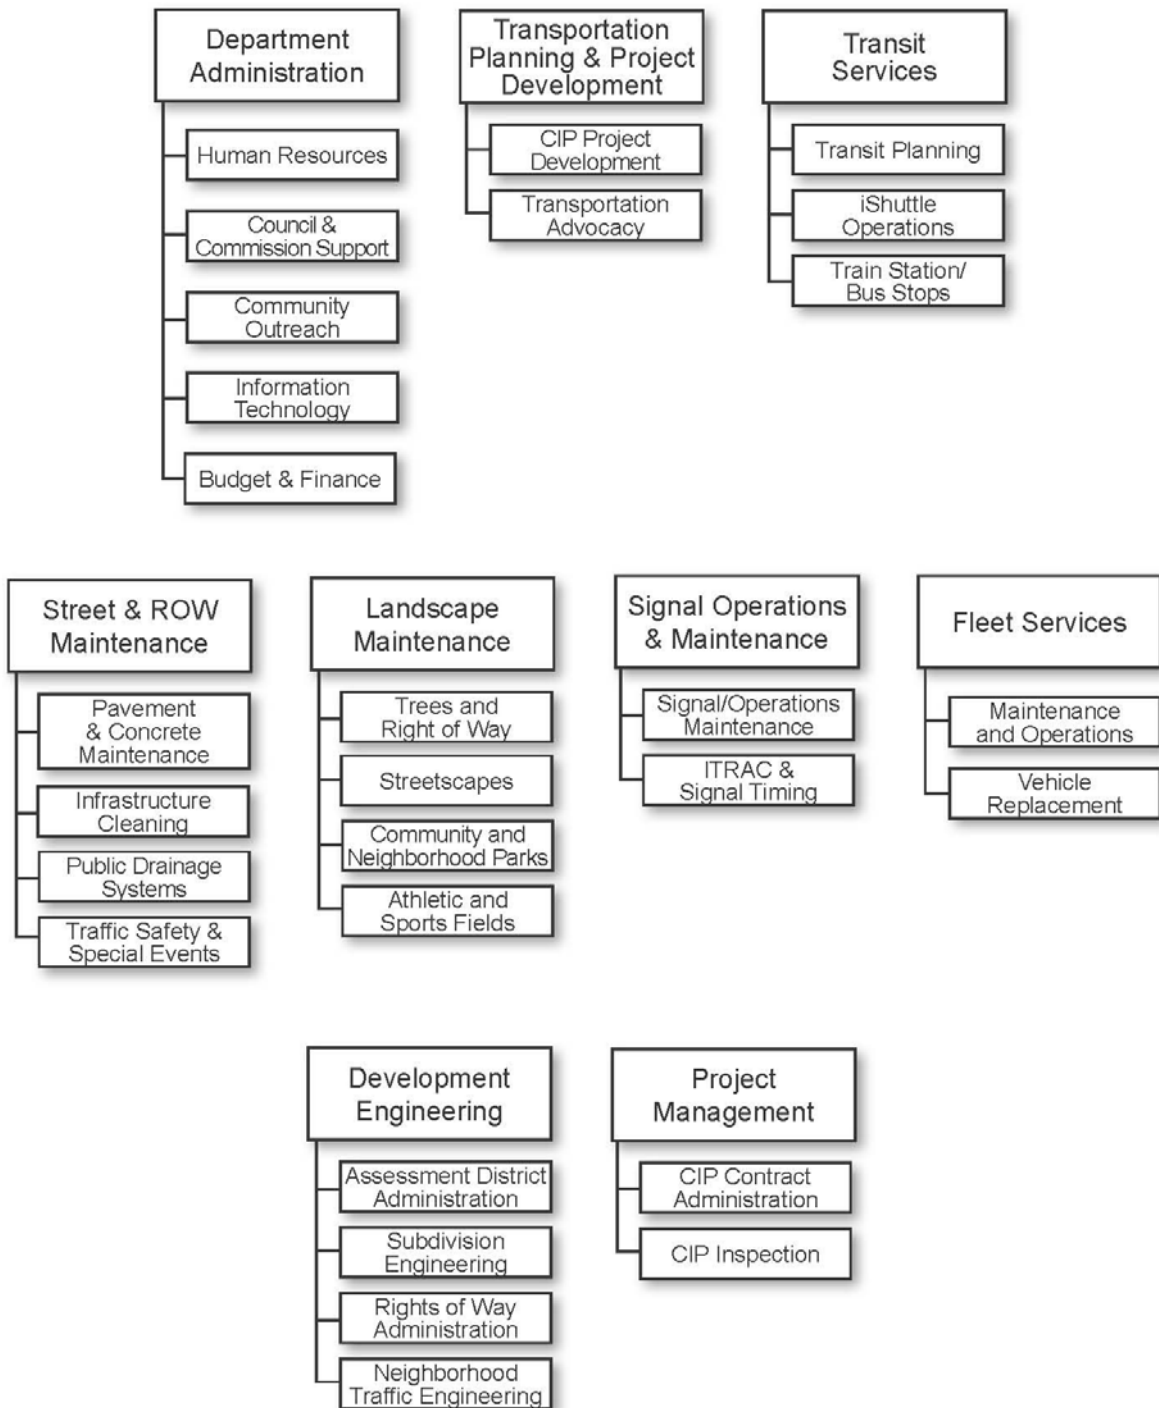 Department
Administration
Human Resources
Council &
Commission Support
Community
Outreach
Information
Technology
Budget & Finance
Transportation
Planning & Project
Development
CIP Project
Development
Transportation
Advocacy
Transit
Services
Transit Planning
iShuttle
Operations
Train Station/
Bus Stops
Street & ROW
Maintenance
Pavement
& Concrete
Maintenance
Infrastructure
Cleaning
Public Drainage
Systems
Traffic Safety &
Special Events
Landscape
Maintenance
Trees and
Right of Way
Streetscapes
Community and
Neighborhood Parks
Athletic and
Sports Fields
Signal Operations
& Maintenance
Signal/Operations
Maintenance
ITRAC &
Signal Timing
Fleet Services
Maintenance
and Operations
Vehicle
Replacement
Development
Engineering
Assessment District
Administration
Subdivision
Engineering
Rights of Way
Administration
Neighborhood
Traffic Engineering
Project
Management
CIP Contract
Administration
CIP Inspection